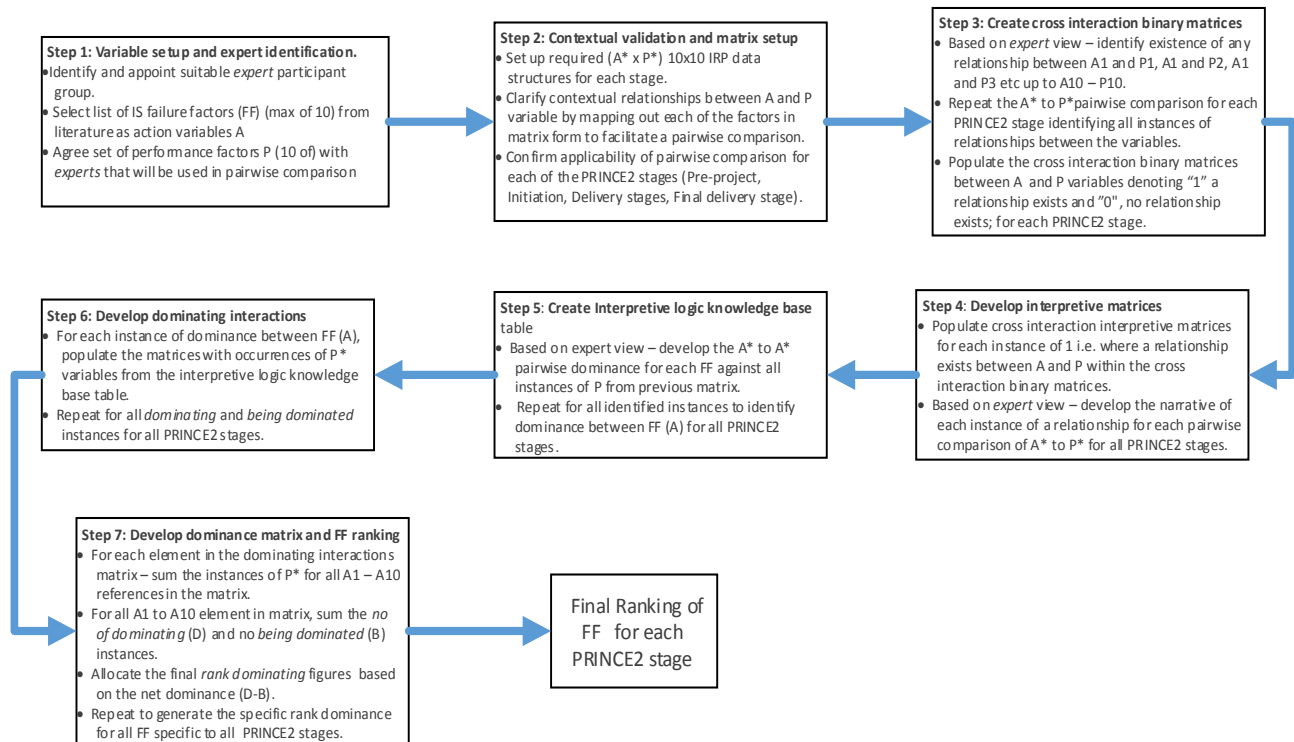 Step 1: Variable setup and expert identification.
•Identify and appoint suitable expert participant
group.
•Select list of IS failure factors (FF) (max of 10) from
literature as action variables A
•Agree set of performance factors P (10 of) with
experts that will be used in pairwise comparison
Step 2: Contextual validation and matrix setup
•Set up required (A* x P*) 10x10 IRP data
structures for each stage.
•Clarify contextual relationships between A and P
variable by mapping out each of the factors in
matrix form to facilitate a pairwise comparison.
•Confirm applicability of pairwise comparison for
each of the PRINCE2 stages (Pre-project,
Initiation, Delivery stages, Final delivery stage).
Step 3: Create cross interaction binary matrices
• Based on expert view – identify existence of any
relationship between A1 and P1, A1 and P2, A1
and P3 etc up to A10 – P10.
• Repeat the A* to P*pairwise comparison for each
PRINCE2 stage identifying all instances of
relationships between the variables.
• Populate the cross interaction binary matrices
between A and P variables denoting “1” a
relationship exists and ”0", no relationship
exists; for each PRINCE2 stage.
Step 4: Develop interpretive matrices
• Populate cross interaction interpretive matrices
for each instance of 1 i.e. where a relationship
exists between A and P within the cross
interaction binary matrices.
• Based on expert view – develop the narrative of
each instance of a relationship for each pairwise
comparison of A* to P* for all PRINCE2 stages.
Step 5: Create Interpretive logic knowledge base
table
• Based on expert view – develop the A* to A*
pairwise dominance for each FF against all
instances of P from previous matrix.
• Repeat for all identified instances to identify
dominance between FF (A) for all PRINCE2
stages.
Step 6: Develop dominating interactions
• For each instance of dominance between FF (A),
populate the matrices with occurrences of P*
variables from the interpretive logic knowledge
base table.
• Repeat for all dominating and being dominated
instances for all PRINCE2 stages.
Step 7: Develop dominance matrix and FF ranking
• For each element in the dominating interactions
matrix – sum the instances of P* for all A1 – A10
references in the matrix.
• For all A1 to A10 element in matrix, sum the no
of dominating (D) and no being dominated (B)
instances.
• Allocate the final rank dominating figures based
on the net dominance (D-B).
• Repeat to generate the specific rank dominance
for all FF specific to all PRINCE2 stages.
Final Ranking of
FF for each
PRINCE2 stage